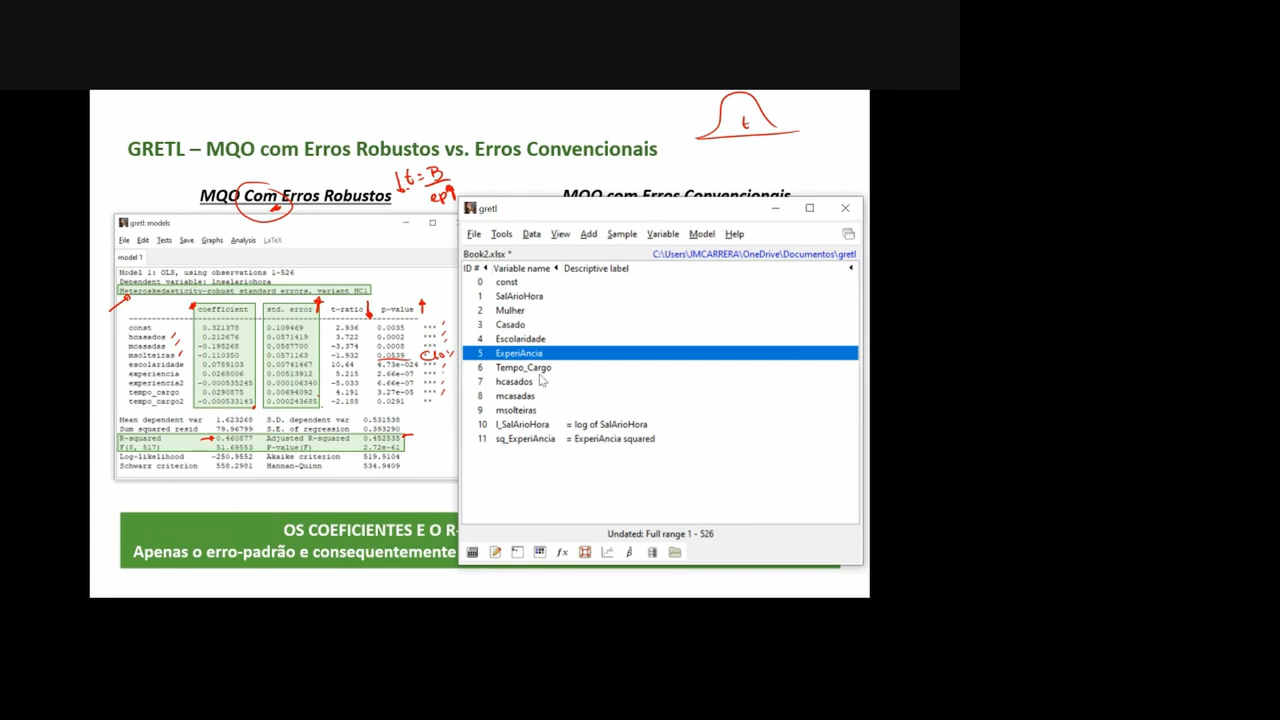 t
GRETL – MQO com Erros Robustos vs. Erros Convencionais
MQO Com Erros Robustos
t = B
ep
MQO com Erros Convencionais
gretl: models
File Edit Tests Save Graphs Analysis LaTeX
model 1
Model 1: OLS, using observations 1-526
Dependent variable: lnsalariohora
Heteroskedasticity-robust standard errors, variant HC1
coefficient std. error t-ratio p-value
const 0.321378 0.109469 2.936 0.0035 ***
hcasados 0.212676 0.0571419 3.722 0.0002 ***
mcasadas -0.198268 0.0587700 -3.374 0.0008 ***
msolteiras -0.110350 0.0571163 -1.932 0.0539
escolaridade 0.0789103 0.00741467 10.64 4.73e-024 ***
experiencia 0.0268006 0.00513912 5.215 2.66e-07 ***
experiencia2 -0.000535245 0.000106340 -5.033 6.66e-07 ***
tempo_cargo 0.0290875 0.00694092 4.191 3.27e-05 ***
tempo_cargo2 -0.000533143 0.000243685 -2.188 0.0291 **
Mean dependent var 1.623268 S.D. dependent var 0.531538
Sum squared resid 79.96799 S.E. of regression 0.393290
R-squared 0.460877 Adjusted R-squared 0.452535
F(8, 517) 51.69553 P-value(F) 2.72e-61
Log-likelihood -250.9552 Akaike criterion 519.9104
Schwarz criterion 558.2981 Hannan-Quinn 534.9409
OS COEFICIENTES E O R-
Apenas o erro-padrão e consequentemente
gretl
File Tools Data View Add Sample Variable Model Help
Book2.xlsx * C:\Users\JMCARRERA\OneDrive\Documentos\gretl
ID # Variable name Descriptive label
0 const
1 SalArioHora
2 Mulher
3 Casado
4 Escolaridade
5 ExperiAncia
6 Tempo_Cargo
7 hcasados
8 mcasadas
9 msolteiras
10 l_SalArioHora = log of SalArioHora
11 sq_ExperiAncia = ExperiAncia squared
Undated: Full range 1 - 526
fx β̂